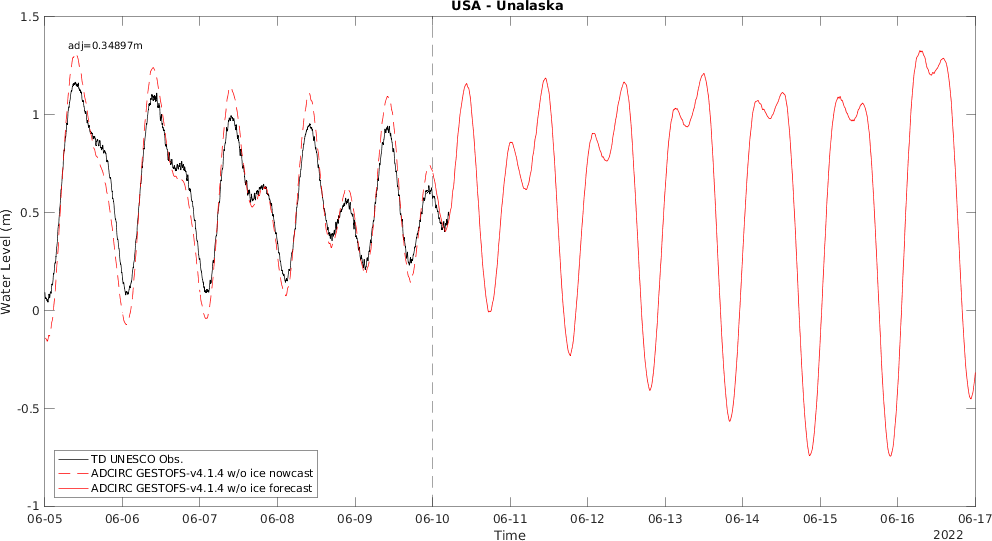 USA - Unalaska
adj=0.34897m
1.5
1
0.5
0
-0.5
-1
Water Level (m)
TD UNESCO Obs.
ADCIRC GESTOFS-v4.1.4 w/o ice nowcast
ADCIRC GESTOFS-v4.1.4 w/o ice forecast
06-05 06-06 06-07 06-08 06-09 06-10 06-11 06-12 06-13 06-14 06-15 06-16 06-17
Time
2022